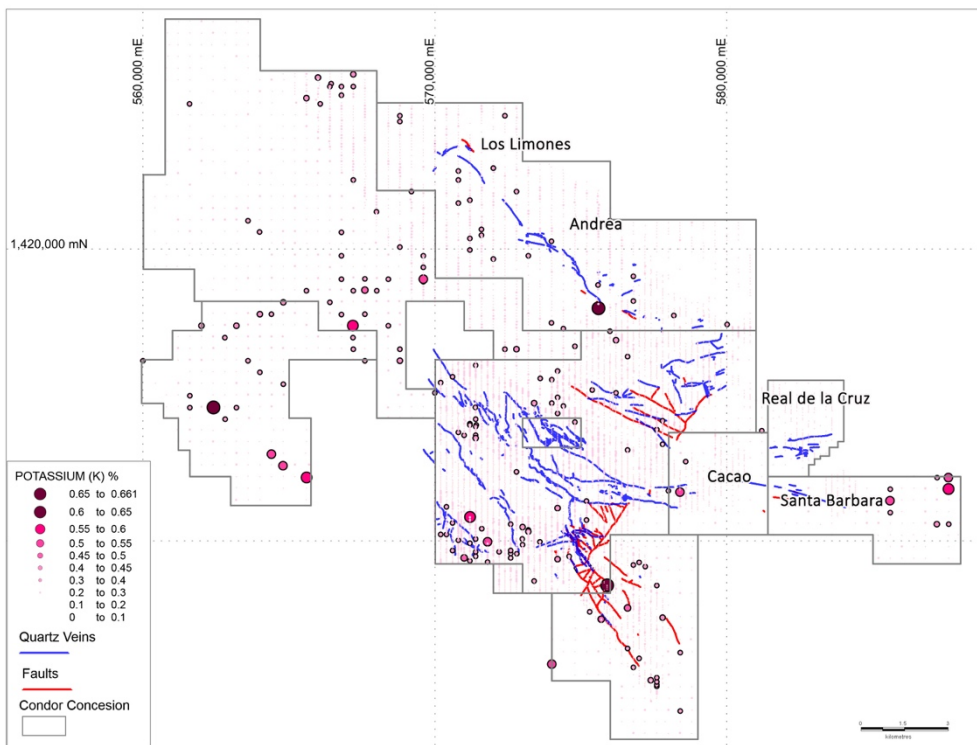 560,000 mE
570,000 mE
580,000 mE
Los Limones
Andrea
1,420,000 mN
Real de la Cruz
Cacao
Santa Barbara
POTASSIUM (K) %
0.65 to 0.661
0.6 to 0.65
0.55 to 0.6
0.5 to 0.55
0.45 to 0.5
0.4 to 0.45
0.3 to 0.4
0.2 to 0.3
0.1 to 0.2
0 to 0.1
Quartz Veins
Faults
Condor Concesion
0 1.5 3
kilometres